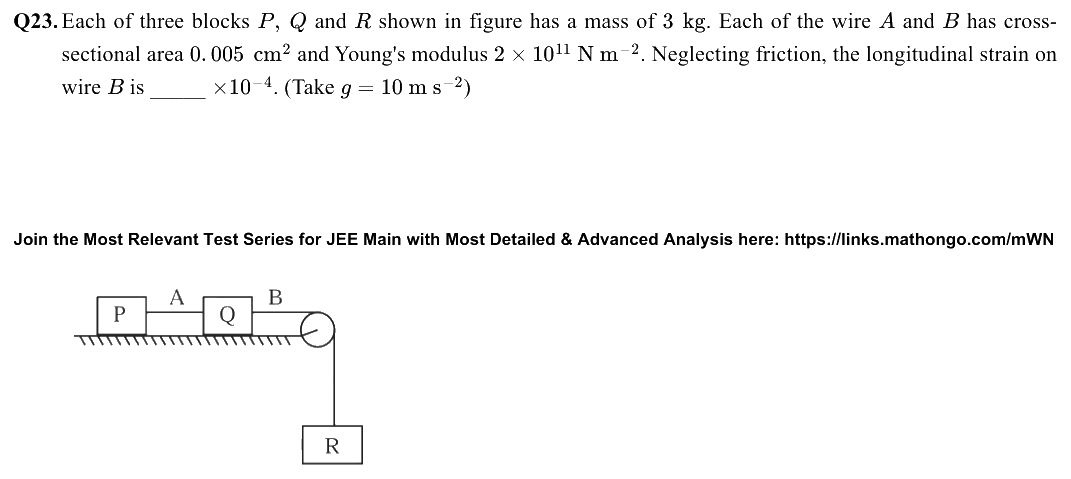 Q23. Each of three blocks P, Q and R shown in figure has a mass of 3 kg. Each of the wire A and B has cross-
sectional area 0.005 cm² and Young's modulus 2 × 10¹¹ N m⁻². Neglecting friction, the longitudinal strain on
wire B is _____ ×10⁻⁴. (Take g = 10 m s⁻²)
Join the Most Relevant Test Series for JEE Main with Most Detailed & Advanced Analysis here: https://links.mathongo.com/mWN
A B
P Q
R